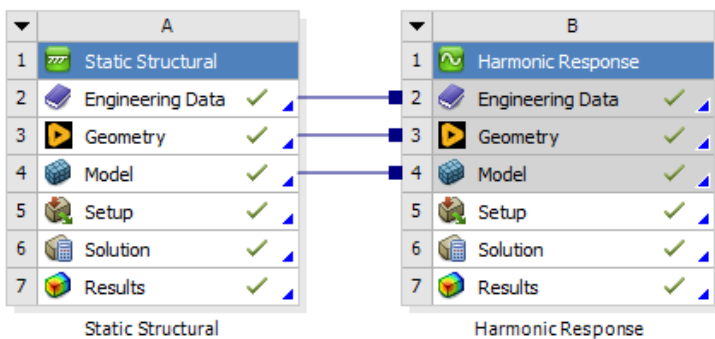 A
1 Static Structural
2 Engineering Data
3 Geometry
4 Model
5 Setup
6 Solution
7 Results
Static Structural
B
1 Harmonic Response
2 Engineering Data
3 Geometry
4 Model
5 Setup
6 Solution
7 Results
Harmonic Response